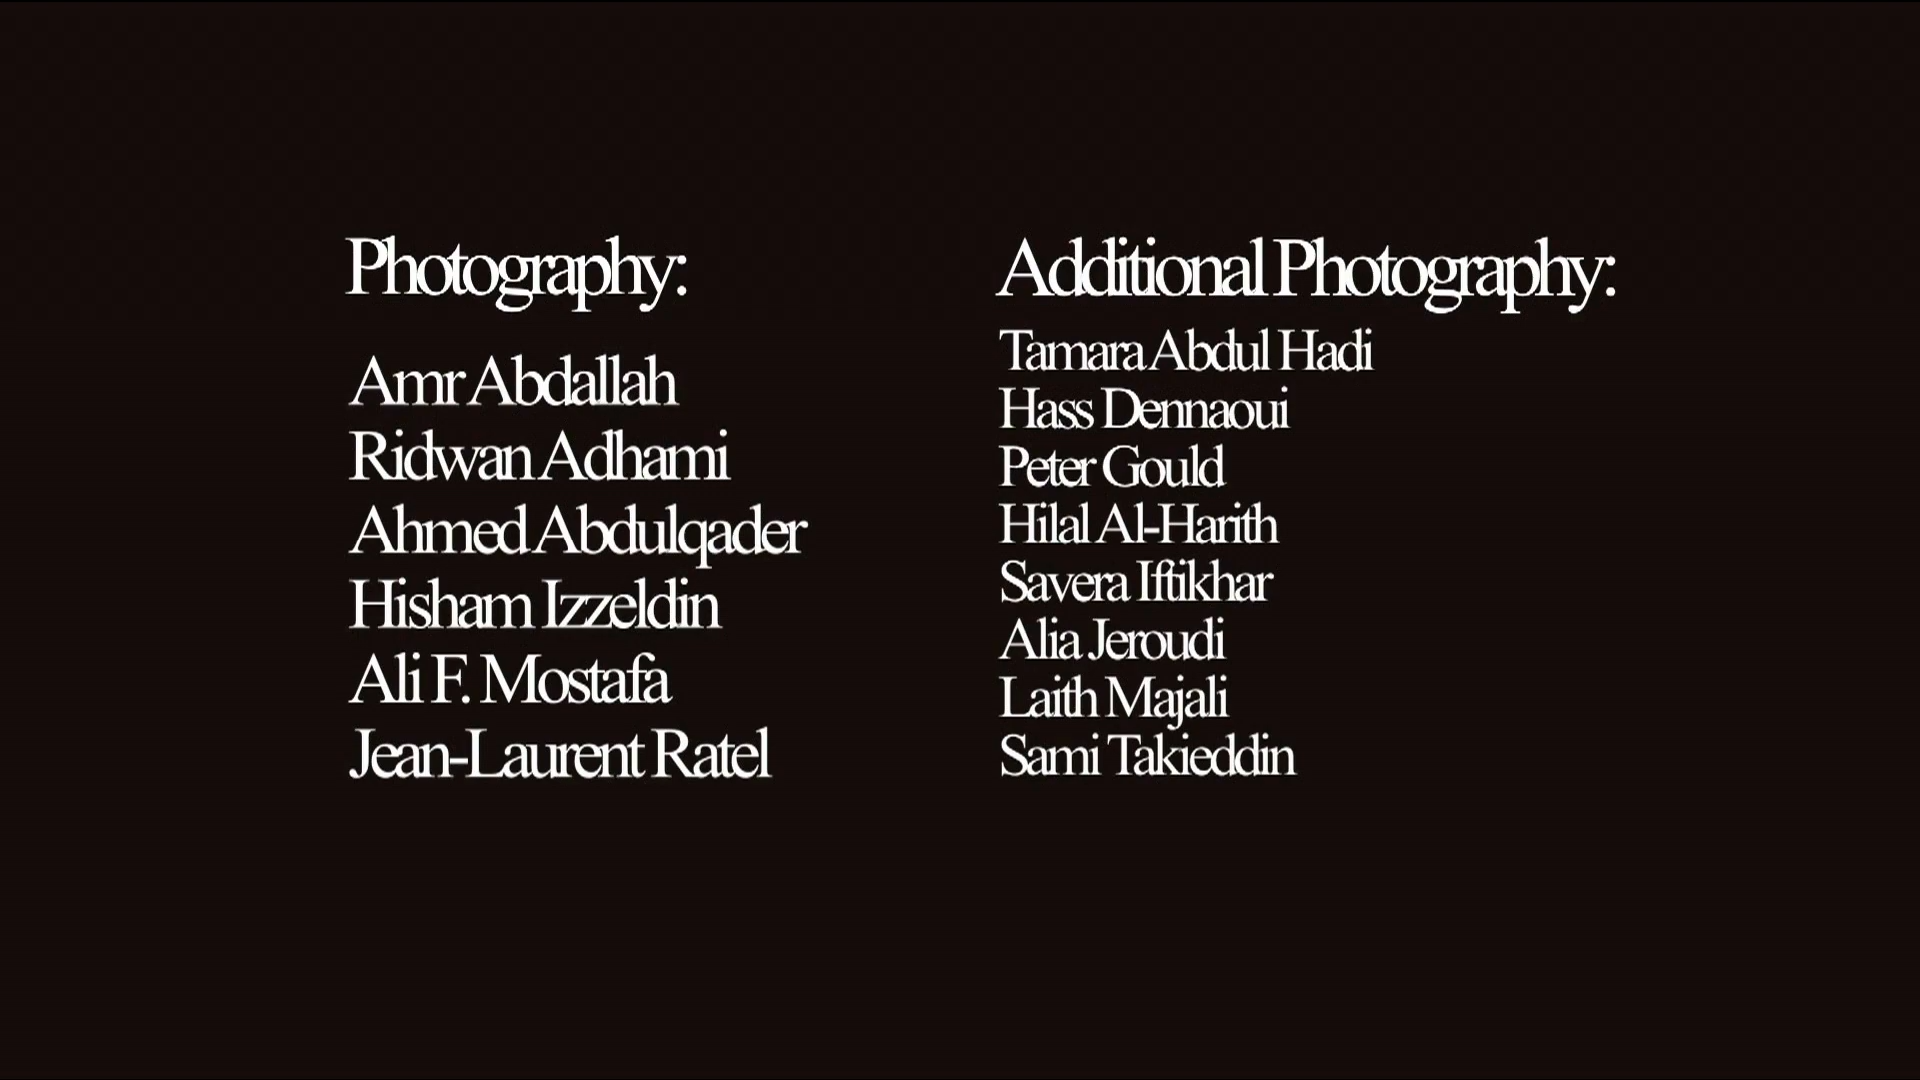 Photography:
Amr Abdallah
Ridwan Adhami
Ahmed Abdulqader
Hisham Izzeldin
Ali F. Mostafa
Jean-Laurent Ratel
Additional Photography:
Tamara Abdul Hadi
Hass Dennaoui
Peter Gould
Hilal Al-Harith
Savera Iftikhar
Alia Jeroudi
Laith Majali
Sami Takieddin